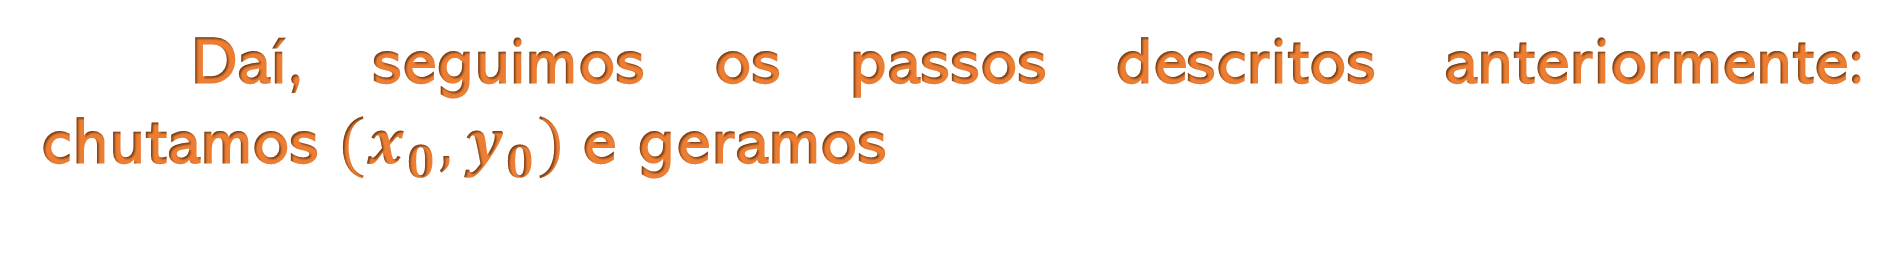 Daí, seguimos os passos descritos anteriormente:
chutamos (x₀, y₀) e geramos